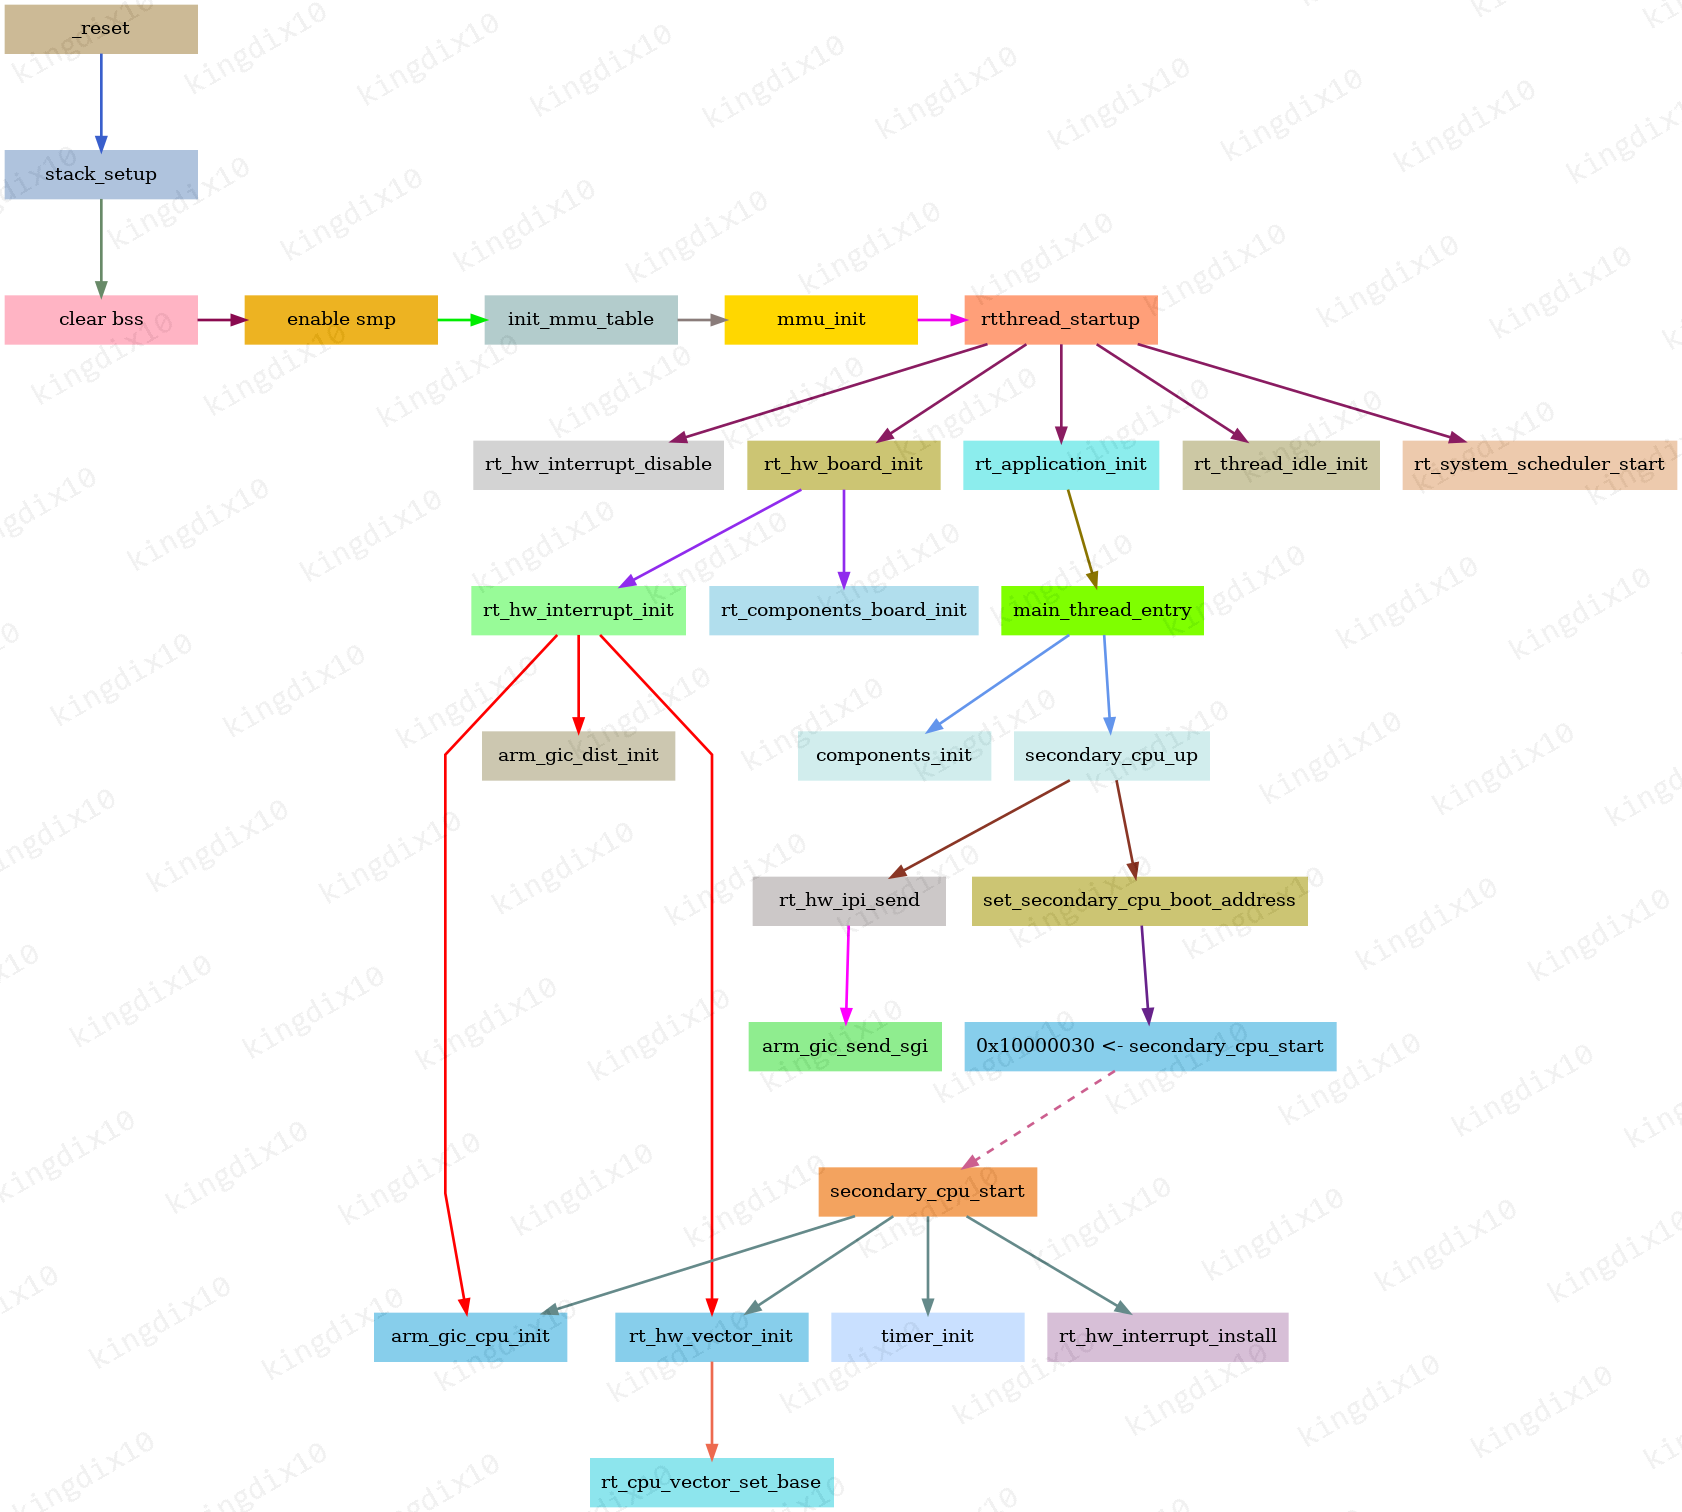 _reset
stack_setup
clear bss
enable smp
init_mmu_table
mmu_init
rtthread_startup
rt_hw_interrupt_disable
rt_hw_board_init
rt_application_init
rt_thread_idle_init
rt_system_scheduler_start
rt_hw_interrupt_init
rt_components_board_init
main_thread_entry
arm_gic_dist_init
components_init
secondary_cpu_up
rt_hw_ipi_send
set_secondary_cpu_boot_address
arm_gic_send_sgi
0x10000030 <- secondary_cpu_start
secondary_cpu_start
arm_gic_cpu_init
rt_hw_vector_init
timer_init
rt_hw_interrupt_install
rt_cpu_vector_set_base
kingdix10